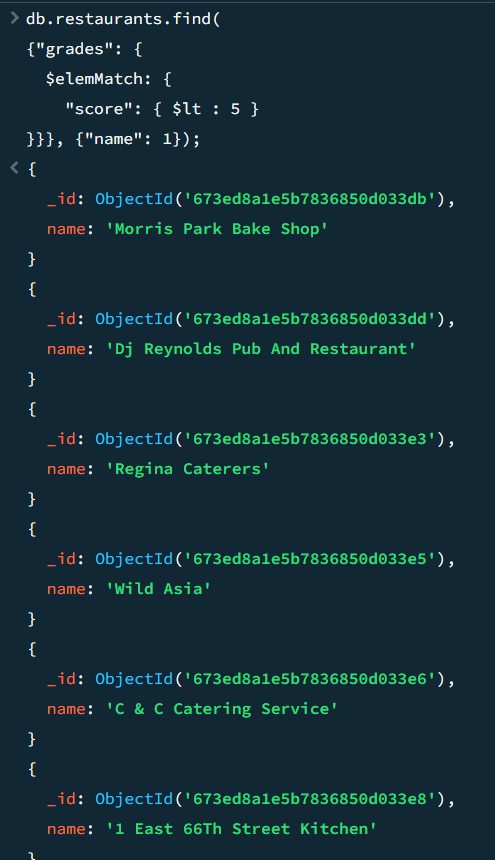 > db.restaurants.find(
{"grades": {
$elemMatch: {
"score": { $lt : 5 }
}}}, {"name": 1});
< {
_id: ObjectId('673ed8a1e5b7836850d033db'),
name: 'Morris Park Bake Shop'
}
{
_id: ObjectId('673ed8a1e5b7836850d033dd'),
name: 'Dj Reynolds Pub And Restaurant'
}
{
_id: ObjectId('673ed8a1e5b7836850d033e3'),
name: 'Regina Caterers'
}
{
_id: ObjectId('673ed8a1e5b7836850d033e5'),
name: 'Wild Asia'
}
{
_id: ObjectId('673ed8a1e5b7836850d033e6'),
name: 'C & C Catering Service'
}
{
_id: ObjectId('673ed8a1e5b7836850d033e8'),
name: '1 East 66Th Street Kitchen'
}